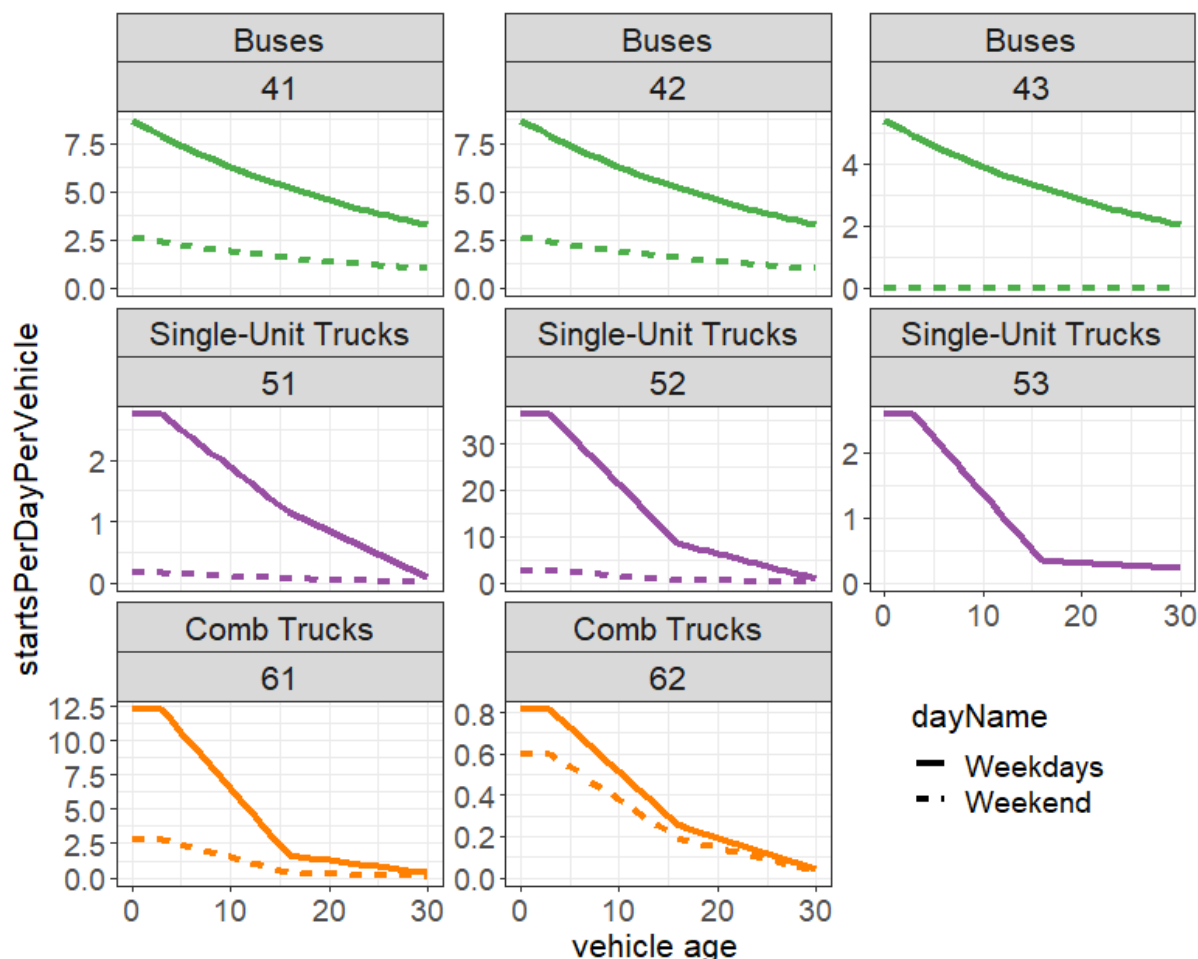 startsPerDayPerVehicle
Buses
41
7.5
5.0
2.5
0.0
Buses
42
7.5
5.0
2.5
0.0
Buses
43
4
2
0
Single-Unit Trucks
51
2
1
0
Single-Unit Trucks
52
30
20
10
0
Single-Unit Trucks
53
2
1
0
0 10 20 30
Comb Trucks
61
12.5
10.0
7.5
5.0
2.5
0.0
0 10 20 30
Comb Trucks
62
0.8
0.6
0.4
0.2
0.0
0 10 20 30
vehicle age
dayName
Weekdays
Weekend